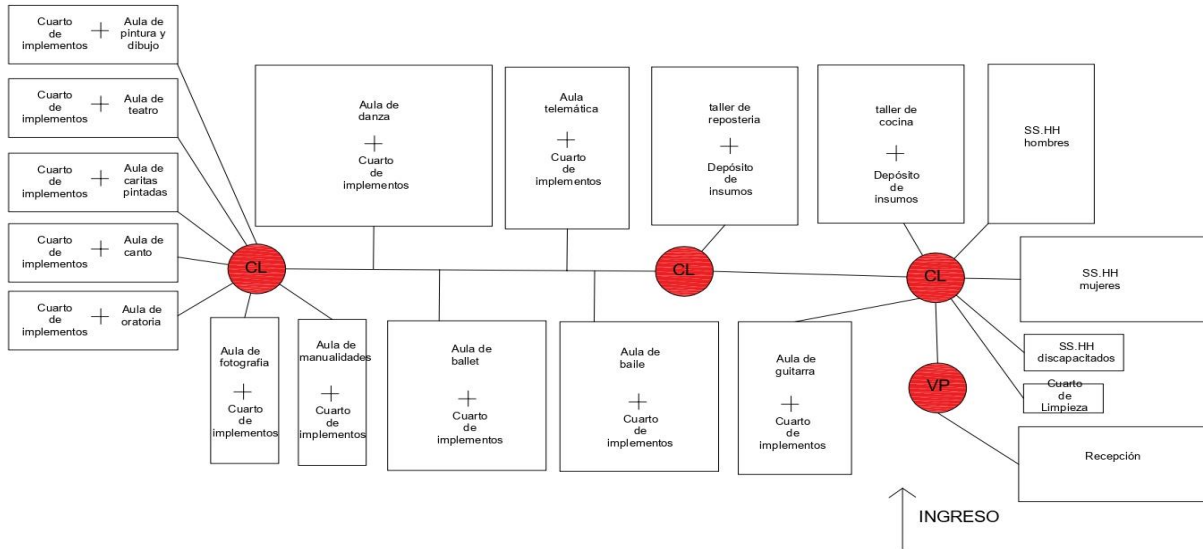 Cuarto
de
implementos
Aula de
pintura y
dibujo
Cuarto
de
implementos
Aula de
teatro
Cuarto
de
implementos
Aula de
caritas
pintadas
Cuarto
de
implementos
Aula de
canto
Cuarto
de
implementos
Aula de
oratoria
Aula de
danza
Cuarto
de
implementos
Aula
telemática
Cuarto
de
implementos
taller de
reposteria
Depósito
de
insumos
taller de
cocina
Depósito
de
insumos
SS.HH
hombres
CL
CL
CL
SS.HH
mujeres
Aula de
fotografia
Cuarto
de
implementos
Aula de
manualidades
Cuarto
de
implementos
Aula de
ballet
Cuarto
de
implementos
Aula de
baile
Cuarto
de
implementos
Aula de
guitarra
Cuarto
de
implementos
SS.HH
discapacitados
VP
Cuarto
de
Limpieza
Recepción
INGRESO